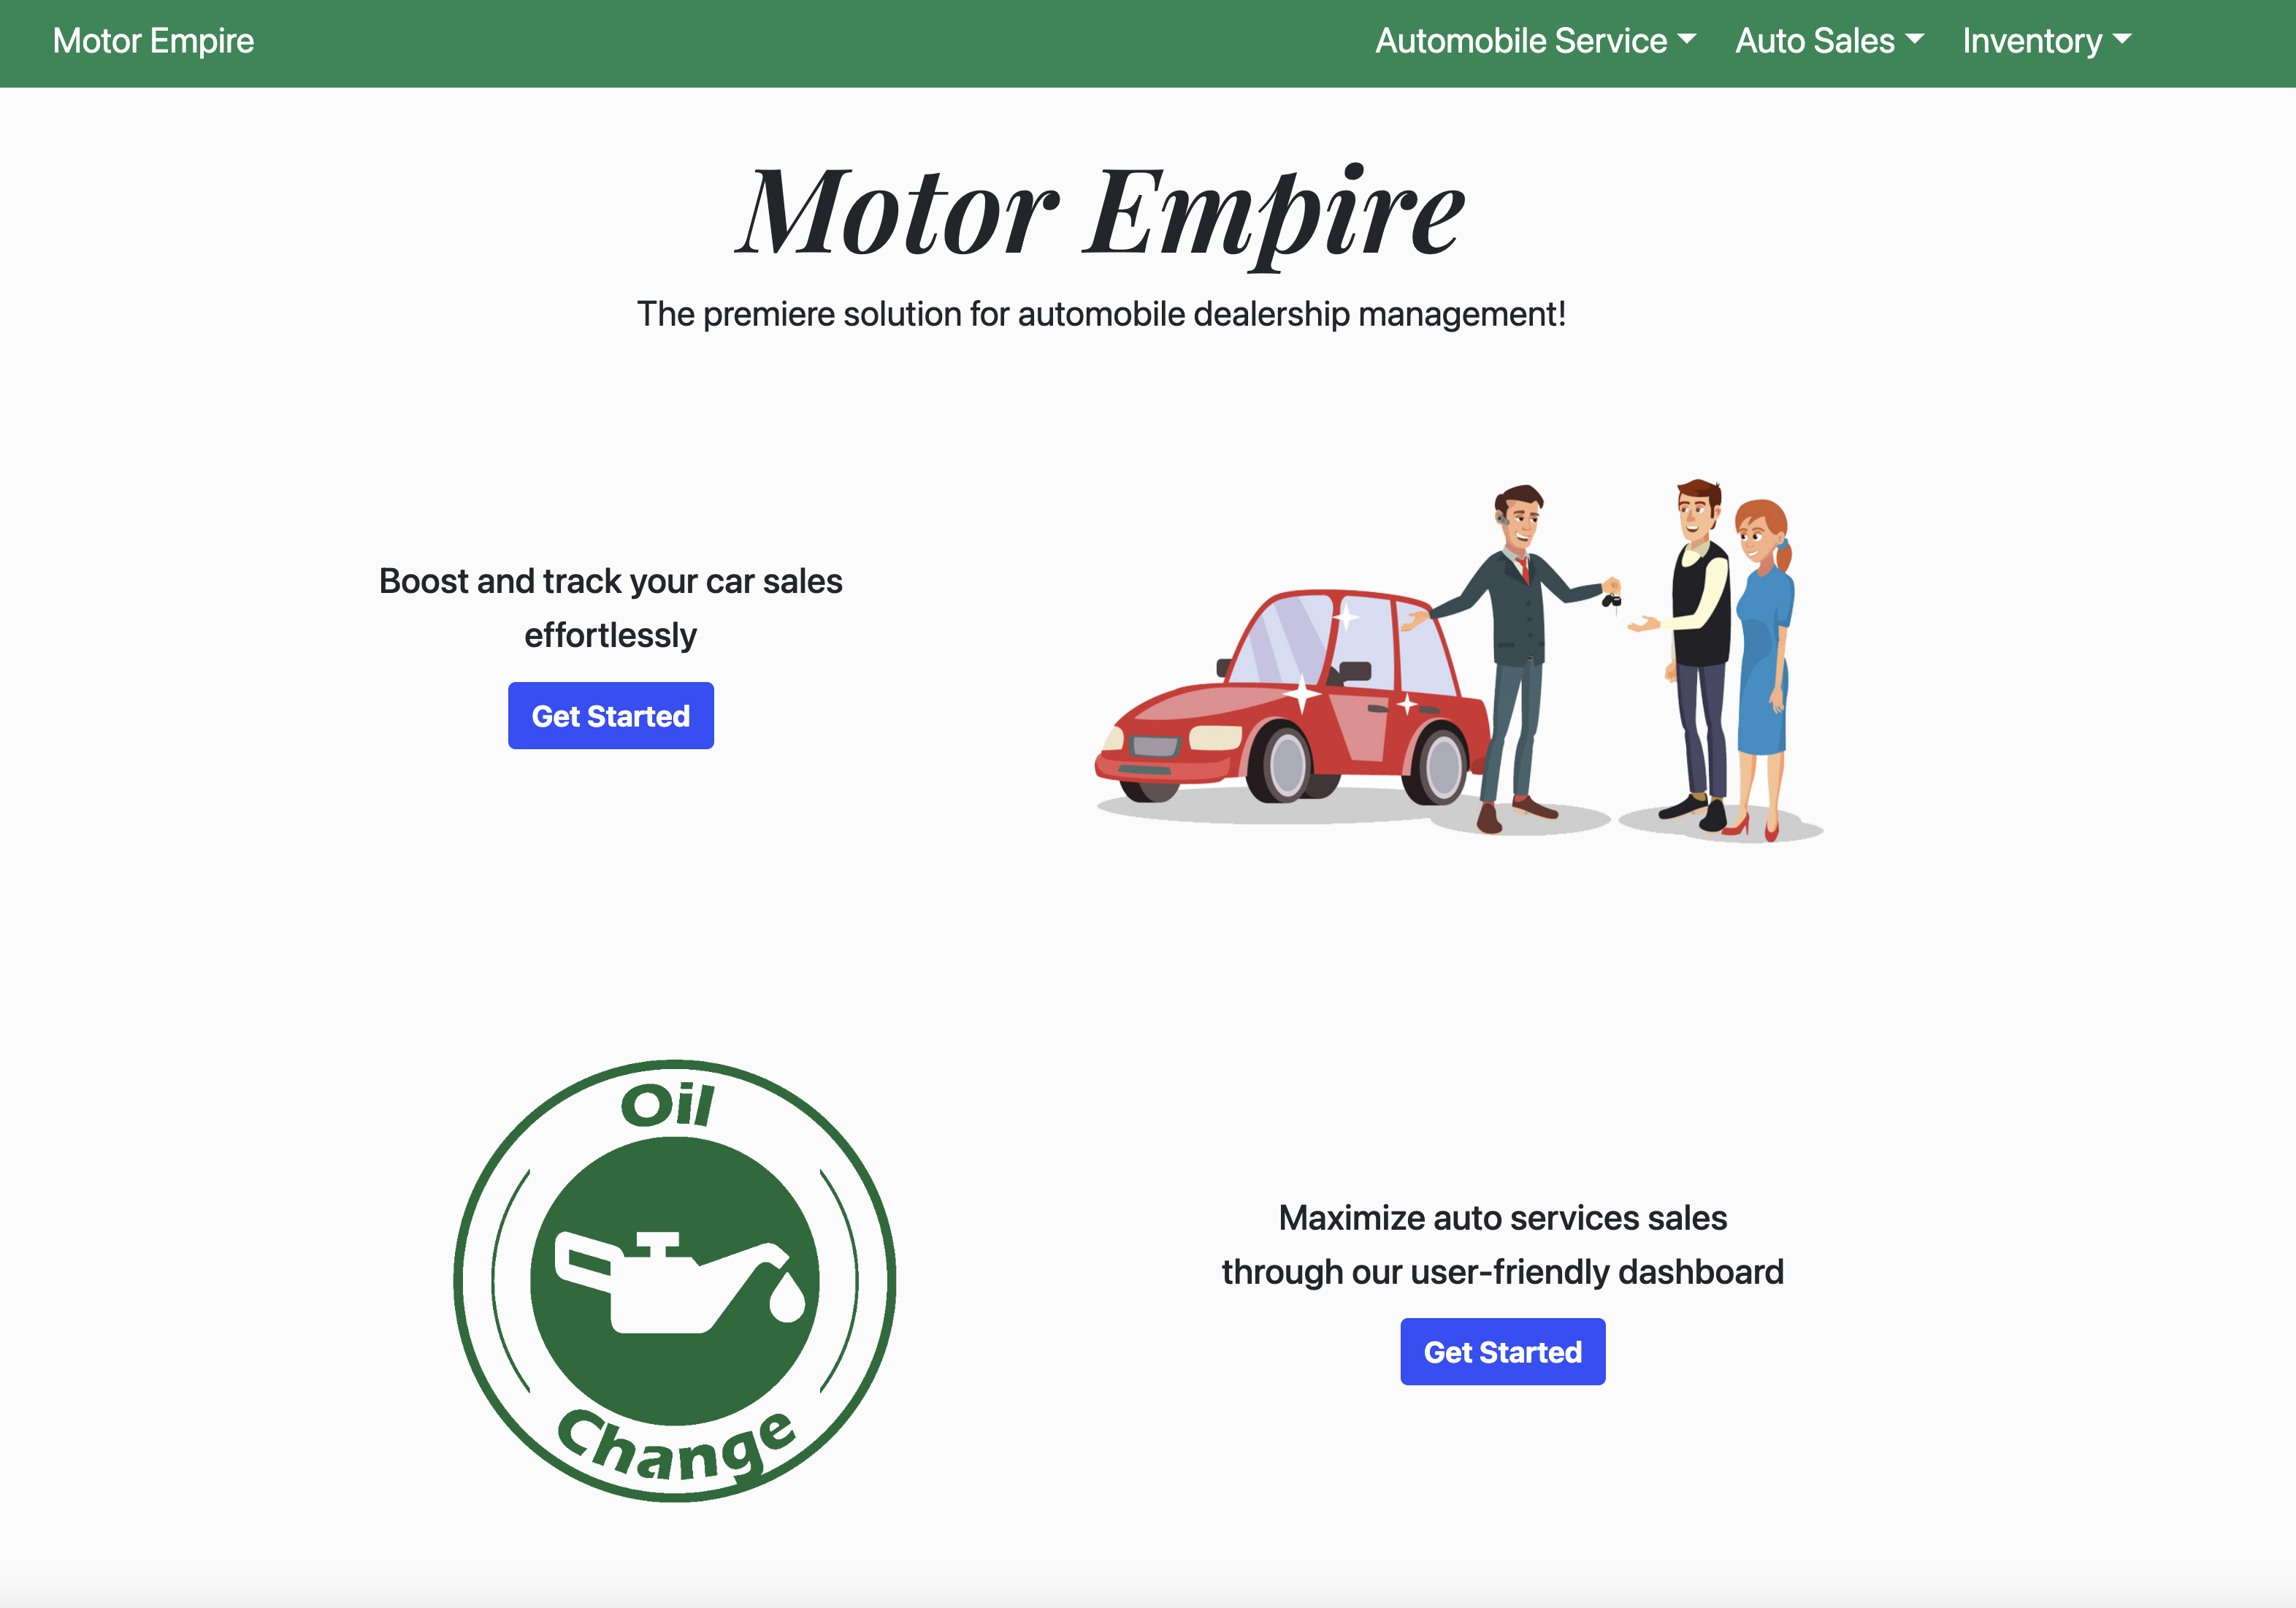 Motor Empire
Automobile Service
Auto Sales
Inventory
Motor Empire
The premiere solution for automobile dealership management!
Boost and track your car sales
effortlessly
Get Started
Oil
Change
Maximize auto services sales
through our user-friendly dashboard
Get Started